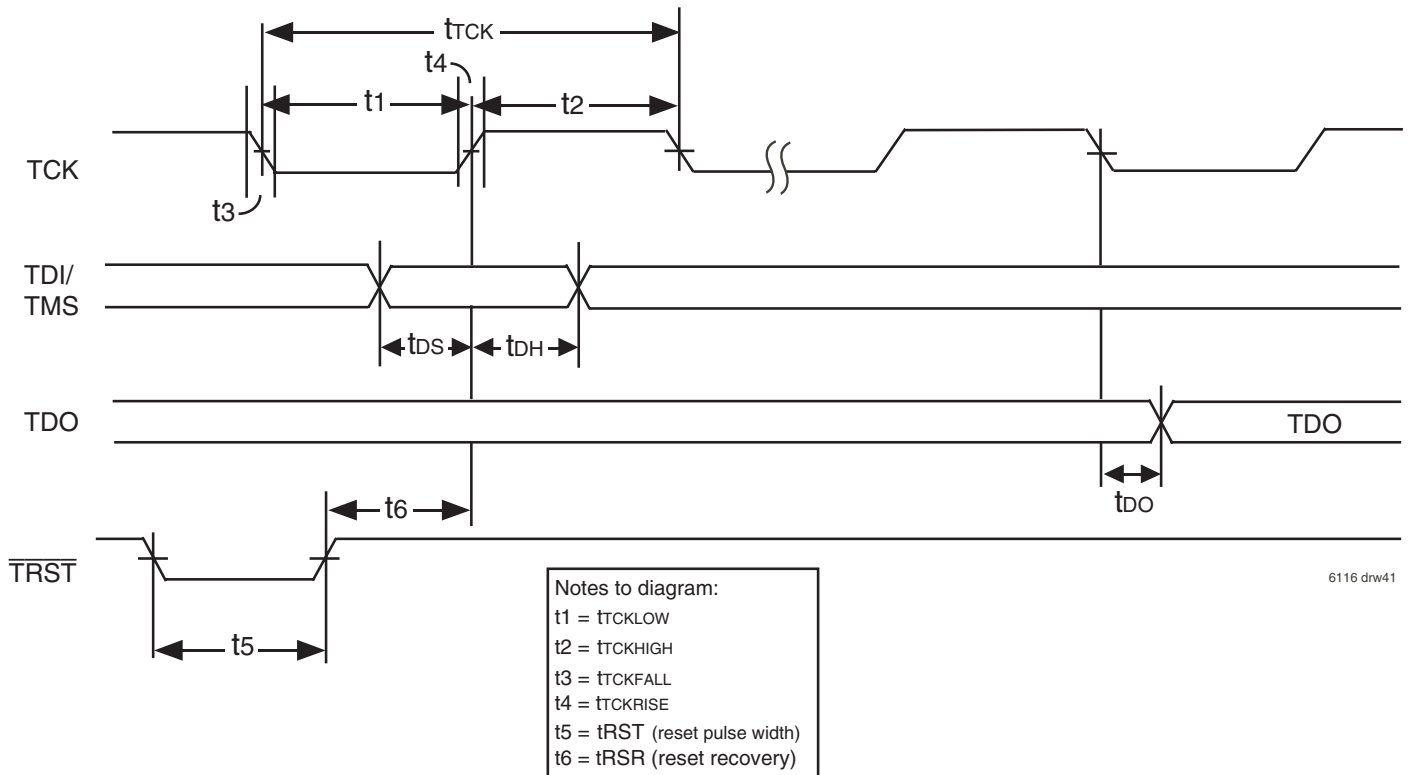 tTCK
t4
t1
t2
TCK
t3
TDI/
TMS
tDS
tDH
TDO
TDO
tDO
t6
TRST
6116 drw41
t5
Notes to diagram:
t1 = tTCKLOW
t2 = tTCKHIGH
t3 = tTCKFALL
t4 = tTCKRISE
t5 = tRST (reset pulse width)
t6 = tRSR (reset recovery)